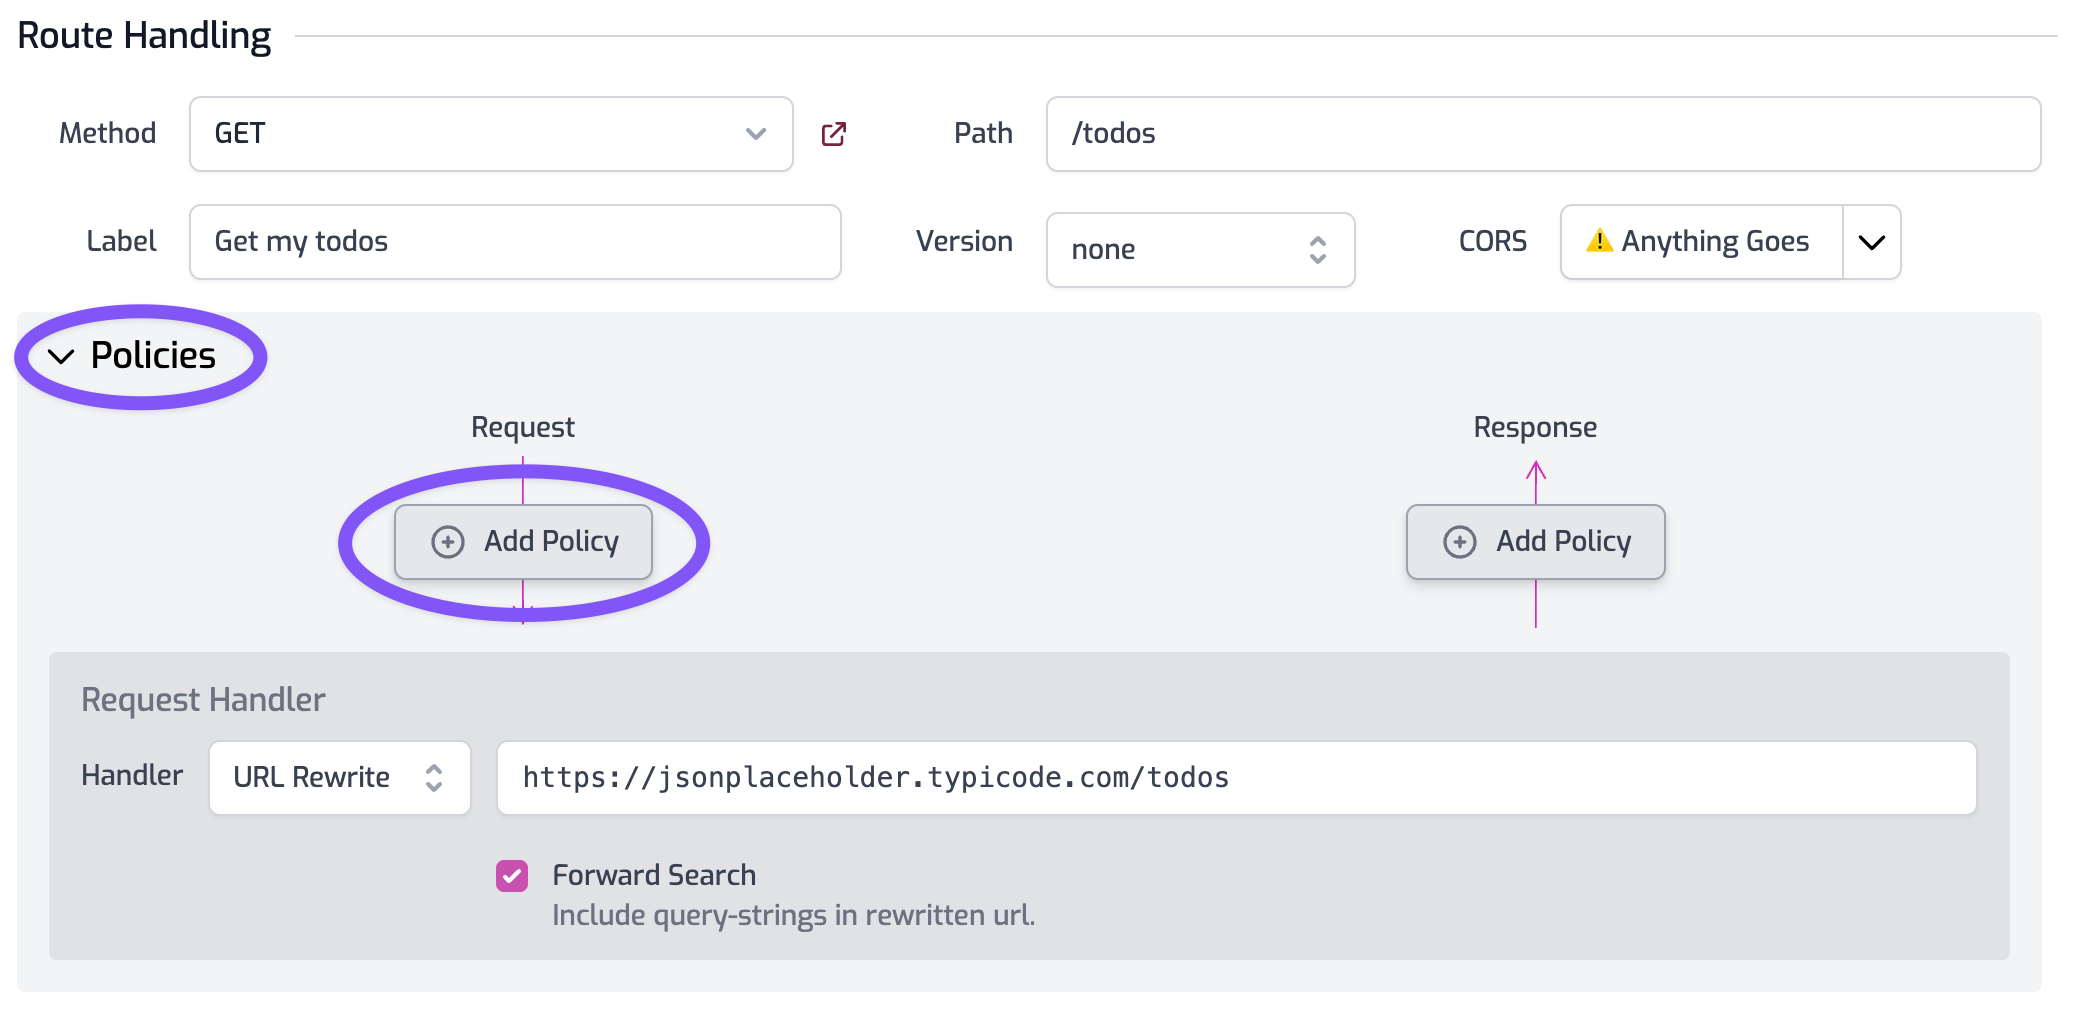 Route Handling
Method GET Path /todos
Label Get my todos Version none CORS Anything Goes
Policies
Request Response
Add Policy Add Policy
Request Handler
Handler URL Rewrite https://jsonplaceholder.typicode.com/todos
Forward Search
Include query-strings in rewritten url.